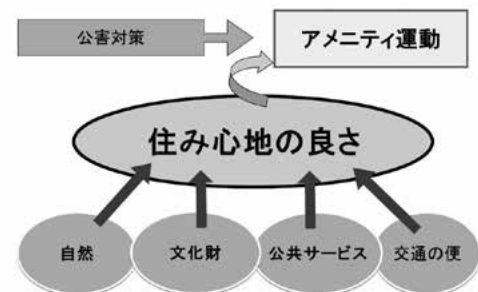 公害対策
アメニティ運動
住み心地の良さ
自然
文化財
公共サービス
交通の便